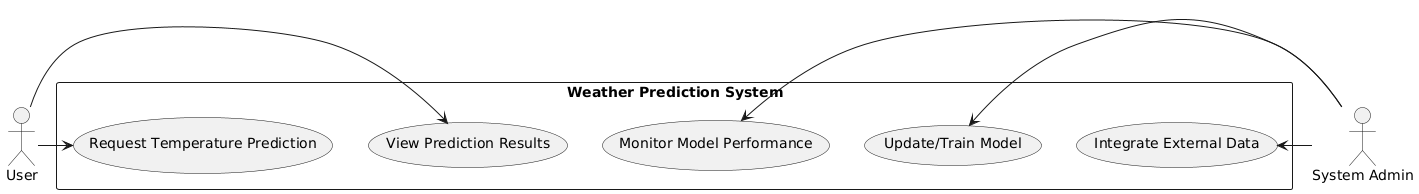 Weather Prediction System
Request Temperature Prediction
View Prediction Results
Monitor Model Performance
Update/Train Model
Integrate External Data
User
System Admin